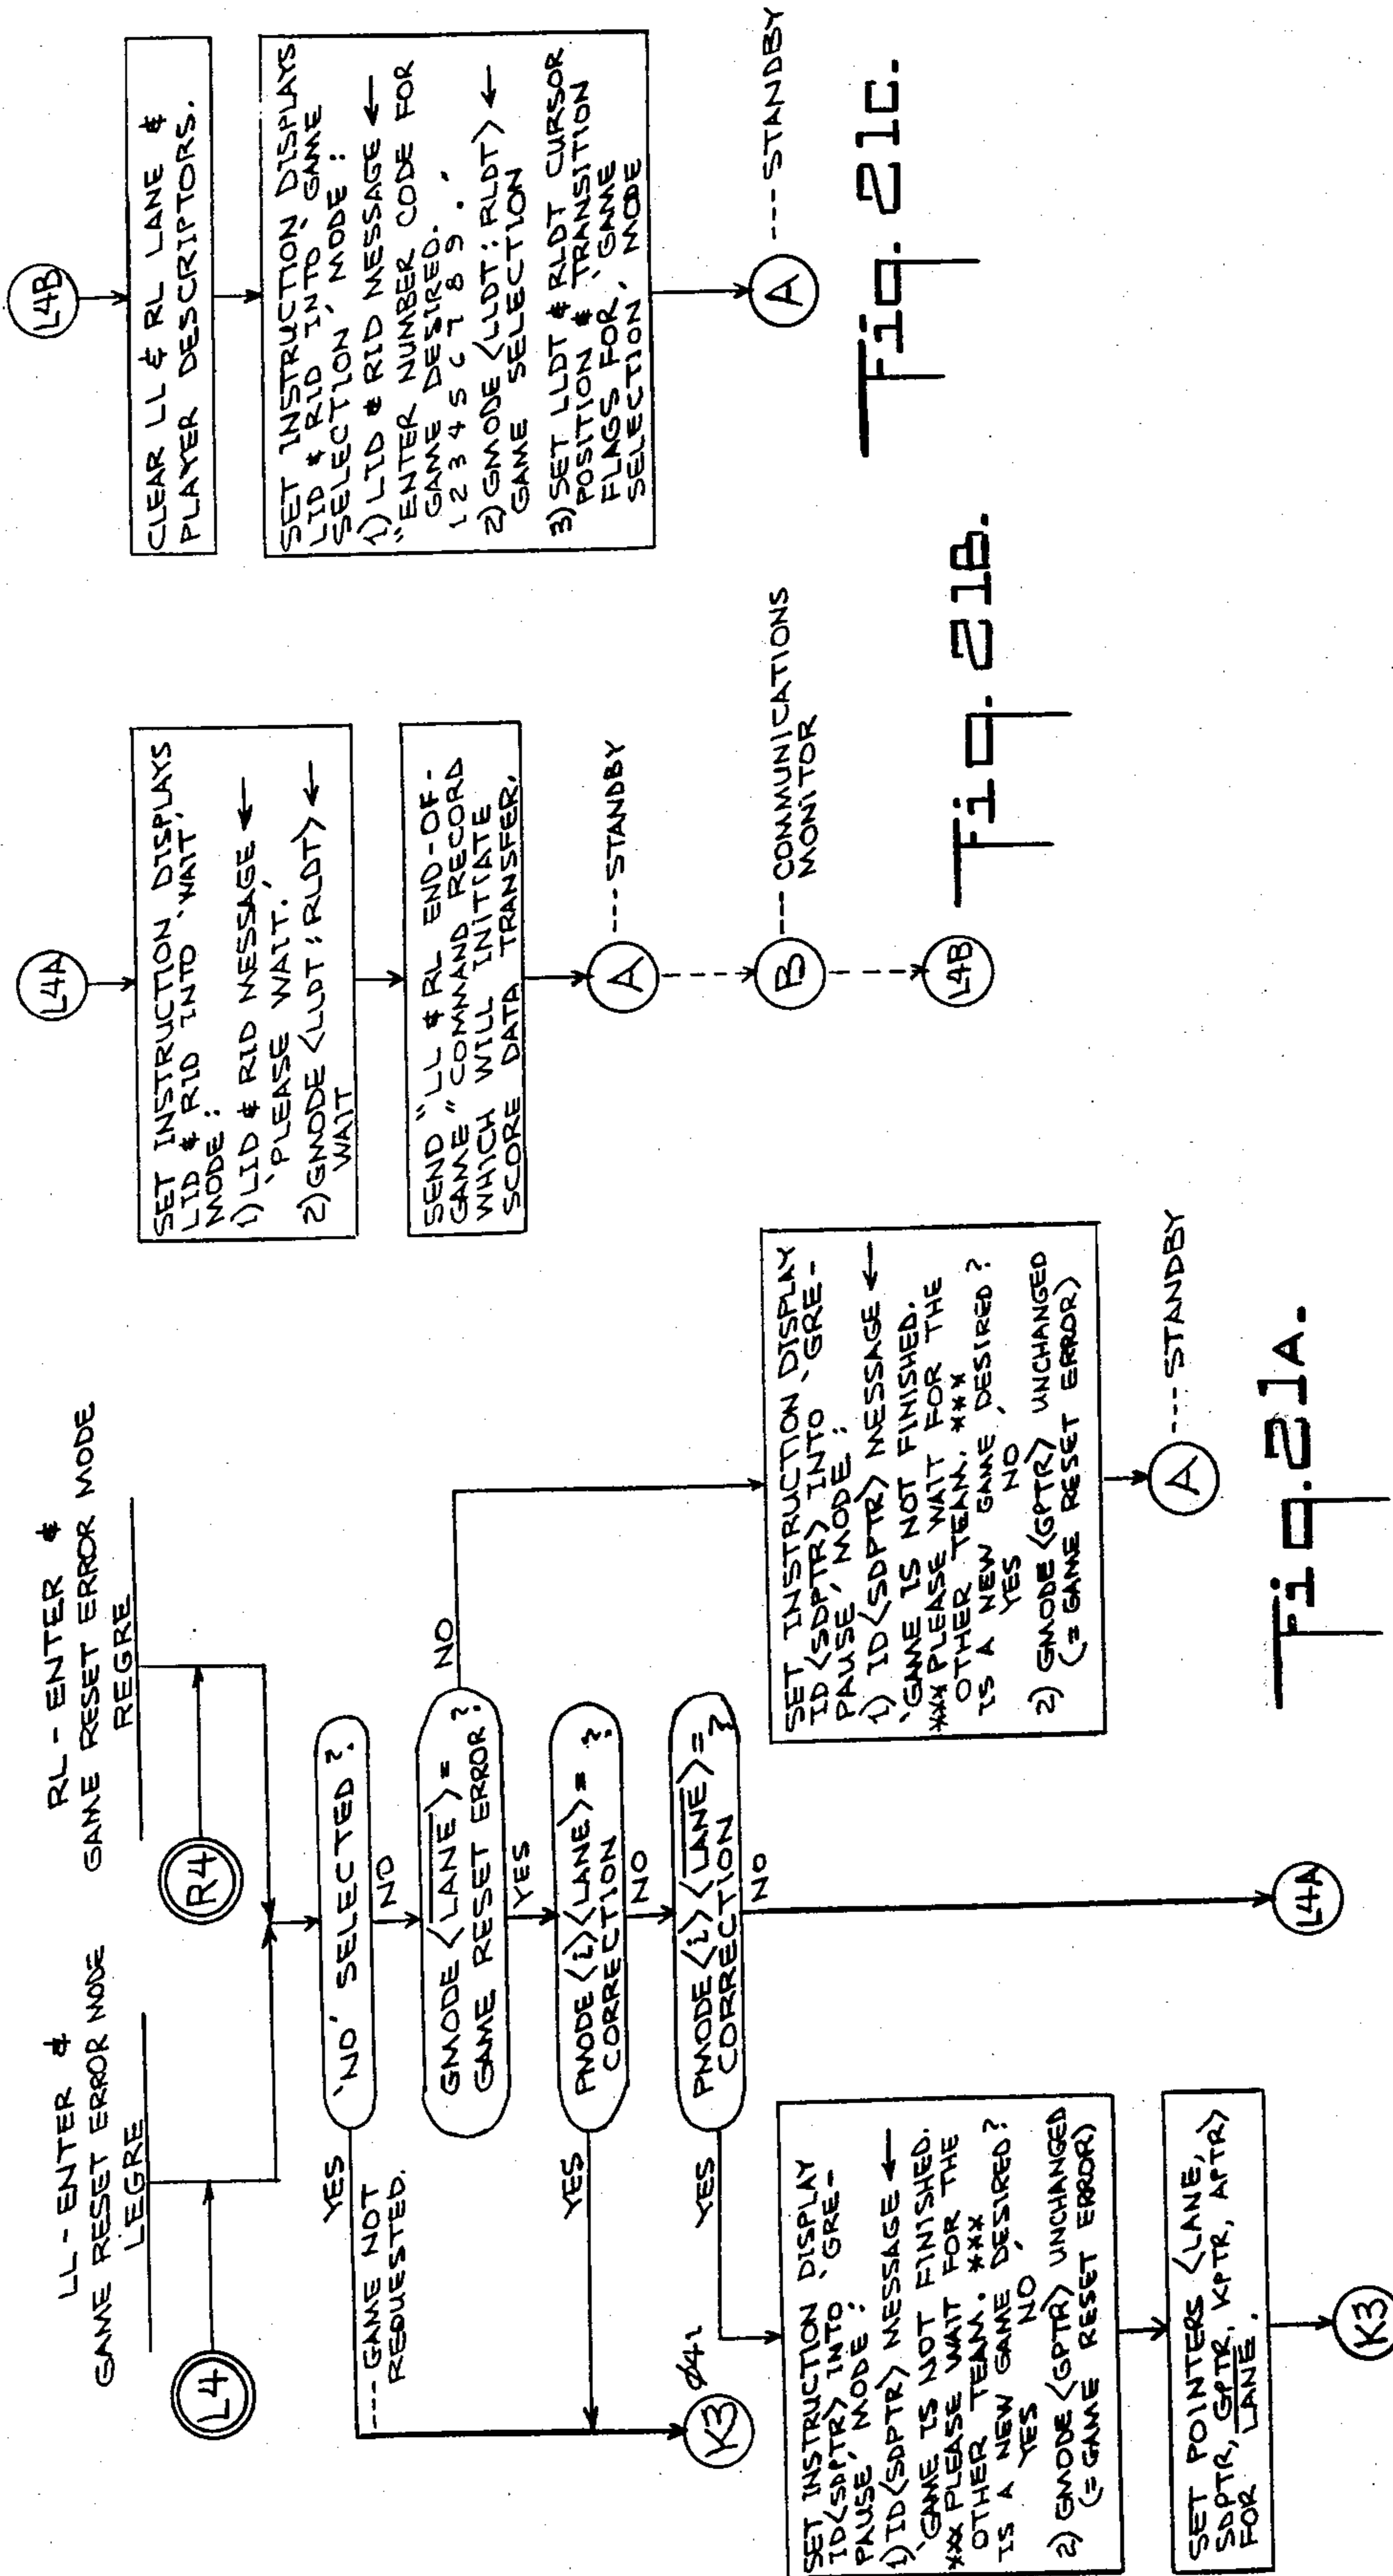 LL - ENTER &
GAME RESET ERROR MODE
LEGRE
L4
RL - ENTER &
GAME RESET ERROR MODE
REGRE
R4
'NO' SELECTED ?
YES
NO
--- GAME NOT
REQUESTED.
GMODE <LANE> =
GAME RESET ERROR?
NO
YES
PMODE <i><LANE> = ?
CORRECTION
YES
NO
PMODE <i><LANE> = ?
CORRECTION
YES
NO
K3
SET INSTRUCTION DISPLAY
ID<SDPTR> INTO 'GRE-
PAUSE' MODE:
1) ID<SDPTR> MESSAGE ←
'GAME IS NOT FINISHED.
*** PLEASE WAIT FOR THE
OTHER TEAM. ***
IS A NEW GAME DESIRED?
YES NO'
2) GMODE <GPTR> UNCHANGED
(= GAME RESET ERROR)
SET POINTERS <LANE,
SDPTR, GPTR, KPTR, APTR>
FOR LANE.
K3
L4A
SET INSTRUCTION DISPLAY
ID<SDPTR> INTO 'GRE-
PAUSE' MODE:
1) ID<SDPTR> MESSAGE ←
'GAME IS NOT FINISHED.
*** PLEASE WAIT FOR THE
OTHER TEAM. ***
IS A NEW GAME DESIRED?
YES NO'
2) GMODE <GPTR> UNCHANGED
(= GAME RESET ERROR)
A --- STANDBY
Fig. 21A.
L4A
SET INSTRUCTION DISPLAYS
LID & RID INTO 'WAIT'
MODE:
1) LID & RID MESSAGE ←
'PLEASE WAIT.'
2) GMODE <LLDT; RLDT> ←
WAIT
SEND "LL & RL END-OF-
GAME" COMMAND RECORD
WHICH WILL INITIATE
SCORE DATA TRANSFER.
A --- STANDBY
B --- COMMUNICATIONS
MONITOR
L4B
Fig. 21B.
L4B
CLEAR LL & RL LANE &
PLAYER DESCRIPTORS.
SET INSTRUCTION DISPLAYS
LID & RID INTO 'GAME
SELECTION' MODE:
1) LID & RID MESSAGE ←
"ENTER NUMBER CODE FOR
GAME DESIRED.
1 2 3 4 5 6 7 8 9 . '
2) GMODE <LLDT; RLDT> ←
GAME SELECTION
3) SET LLDT & RLDT CURSOR
POSITION & TRANSITION
FLAGS FOR 'GAME
SELECTION' MODE
A --- STANDBY
Fig. 21C.